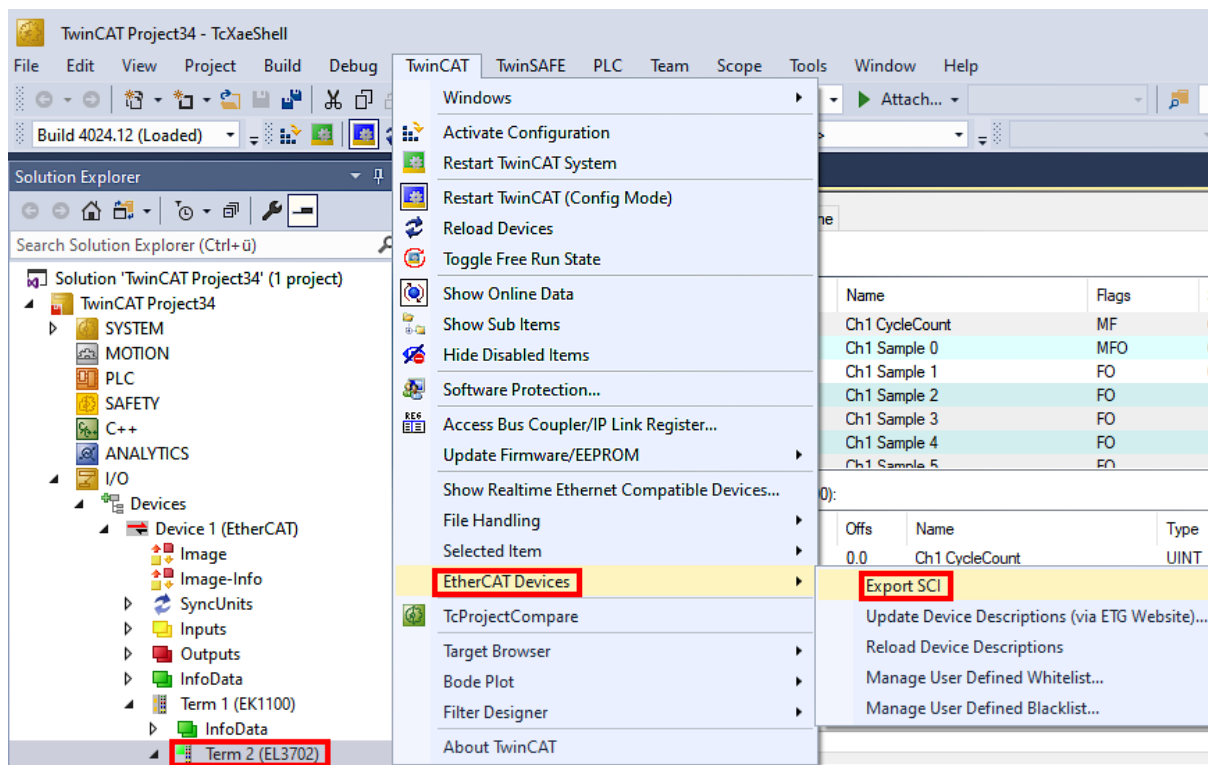 TwinCAT Project34 - TcXaeShell
File Edit View Project Build Debug TwinCAT TwinSAFE PLC Team Scope Tools Window Help
Attach...
Build 4024.12 (Loaded)
Solution Explorer
Search Solution Explorer (Ctrl+ü)
Solution 'TwinCAT Project34' (1 project)
TwinCAT Project34
SYSTEM
MOTION
PLC
SAFETY
C++
ANALYTICS
I/O
Devices
Device 1 (EtherCAT)
Image
Image-Info
SyncUnits
Inputs
Outputs
InfoData
Term 1 (EK1100)
InfoData
Term 2 (EL3702)
Windows
Activate Configuration
Restart TwinCAT System
Restart TwinCAT (Config Mode)
Reload Devices
Toggle Free Run State
Show Online Data
Show Sub Items
Hide Disabled Items
Software Protection...
REG
Access Bus Coupler/IP Link Register...
Update Firmware/EEPROM
Show Realtime Ethernet Compatible Devices...
File Handling
Selected Item
EtherCAT Devices
TcProjectCompare
Target Browser
Bode Plot
Filter Designer
About TwinCAT
Name Flags
Ch1 CycleCount MF
Ch1 Sample 0 MFO
Ch1 Sample 1 FO
Ch1 Sample 2 FO
Ch1 Sample 3 FO
Ch1 Sample 4 FO
Ch1 Sample 5 FO
Offs Name Type
0.0 Ch1 CycleCount UINT
Export SCI
Update Device Descriptions (via ETG Website)...
Reload Device Descriptions
Manage User Defined Whitelist...
Manage User Defined Blacklist...